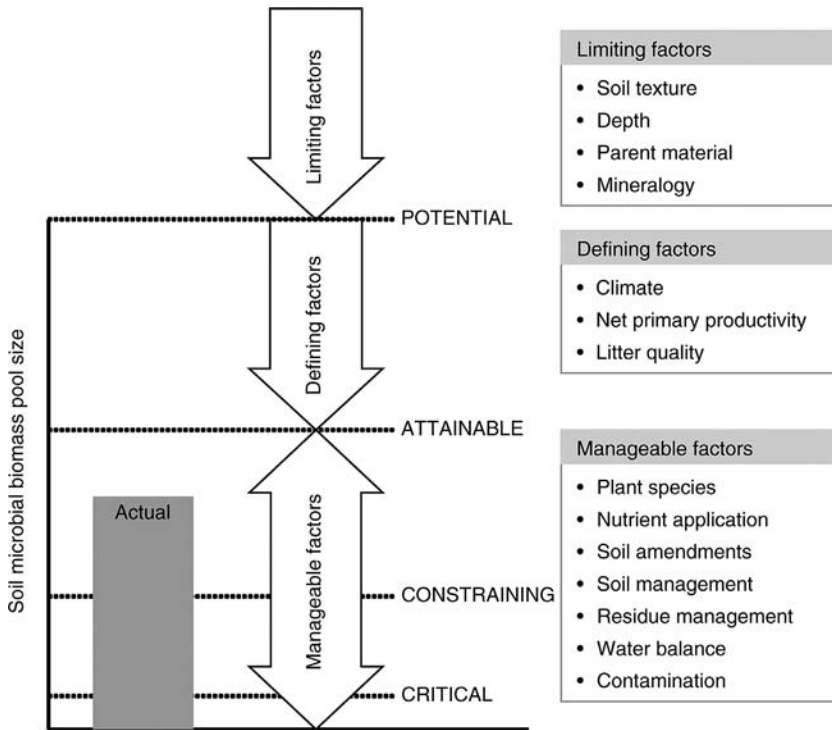 Soil microbial biomass pool size
Limiting factors
POTENTIAL
Defining factors
ATTAINABLE
Actual
Manageable factors
CONSTRAINING
CRITICAL
Limiting factors
• Soil texture
• Depth
• Parent material
• Mineralogy
Defining factors
• Climate
• Net primary productivity
• Litter quality
Manageable factors
• Plant species
• Nutrient application
• Soil amendments
• Soil management
• Residue management
• Water balance
• Contamination